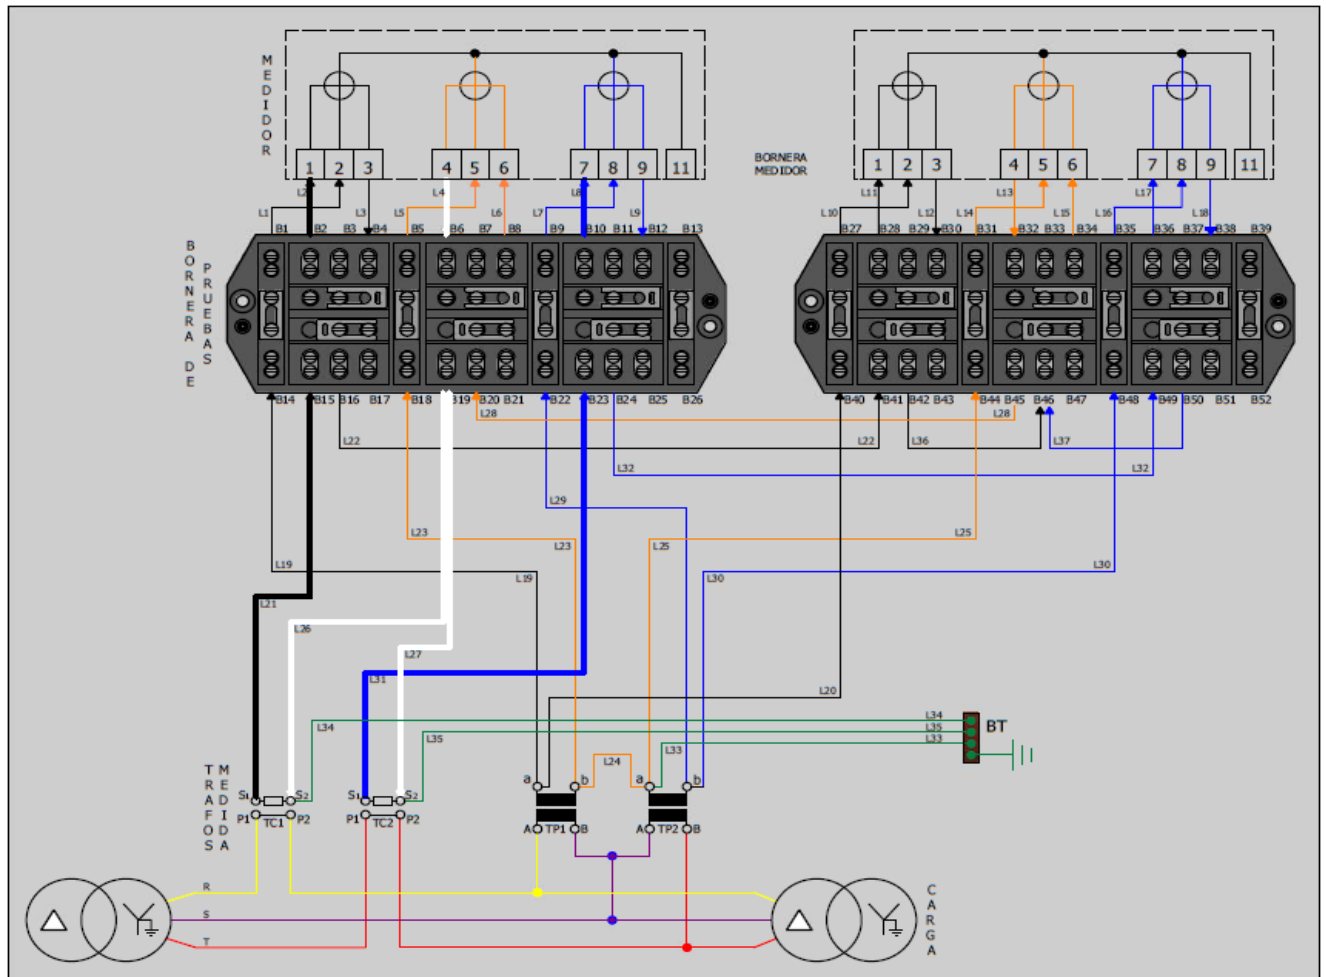 MEDIDOR
1 2 3 4 5 6 7 8 9 11
BORNERA
MEDIDOR
1 2 3 4 5 6 7 8 9 11
L2 L4 L8 L11 L13 L17
L1 L3 L5 L6 L7 L9 L10 L12 L14 L15 L16 L18
B1 B2 B3 B4 B5 B6 B7 B8 B9 B10 B11 B12 B13
B27 B28 B29 B30 B31 B32 B33 B34 B35 B36 B37 B38 B39
BORNERA DE
PRUEBAS
B14 B15 B16 B17 B18 B19 B20 B21 B22 B23 B24 B25 B26
B40 B41 B42 B43 B44 B45 B46 B47 B48 B49 B50 B51 B52
L28 L28
L22 L22 L36 L37
L32 L32
L29
L23 L23 L25 L25
L19 L19 L30 L30
L21
L26
L27
L31
L20
L34 L34
L35 L35
L33 L33
BT
L24
TRAFOS
MEDIDA
S1 S2 S1 S2 a b a b
P1 TC1 P2 P1 TC2 P2 A TP1 B A TP2 B
R
S
T
CARGA